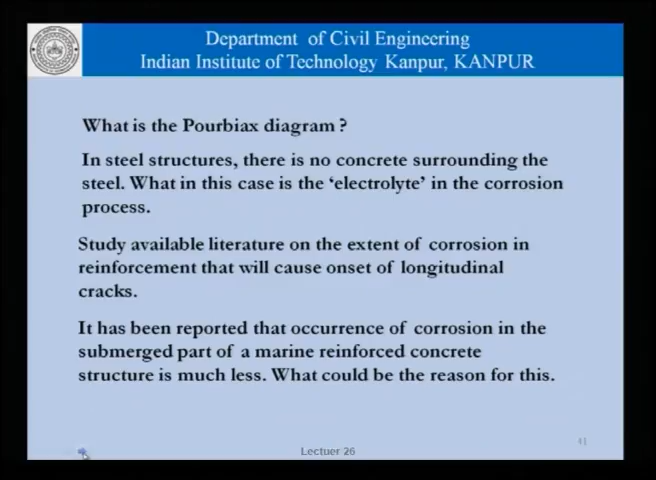 Department of Civil Engineering
Indian Institute of Technology Kanpur, KANPUR
What is the Pourbiax diagram ?
In steel structures, there is no concrete surrounding the
steel. What in this case is the ‘electrolyte’ in the corrosion
process.
Study available literature on the extent of corrosion in
reinforcement that will cause onset of longitudinal
cracks.
It has been reported that occurrence of corrosion in the
submerged part of a marine reinforced concrete
structure is much less. What could be the reason for this.
41
Lectuer 26